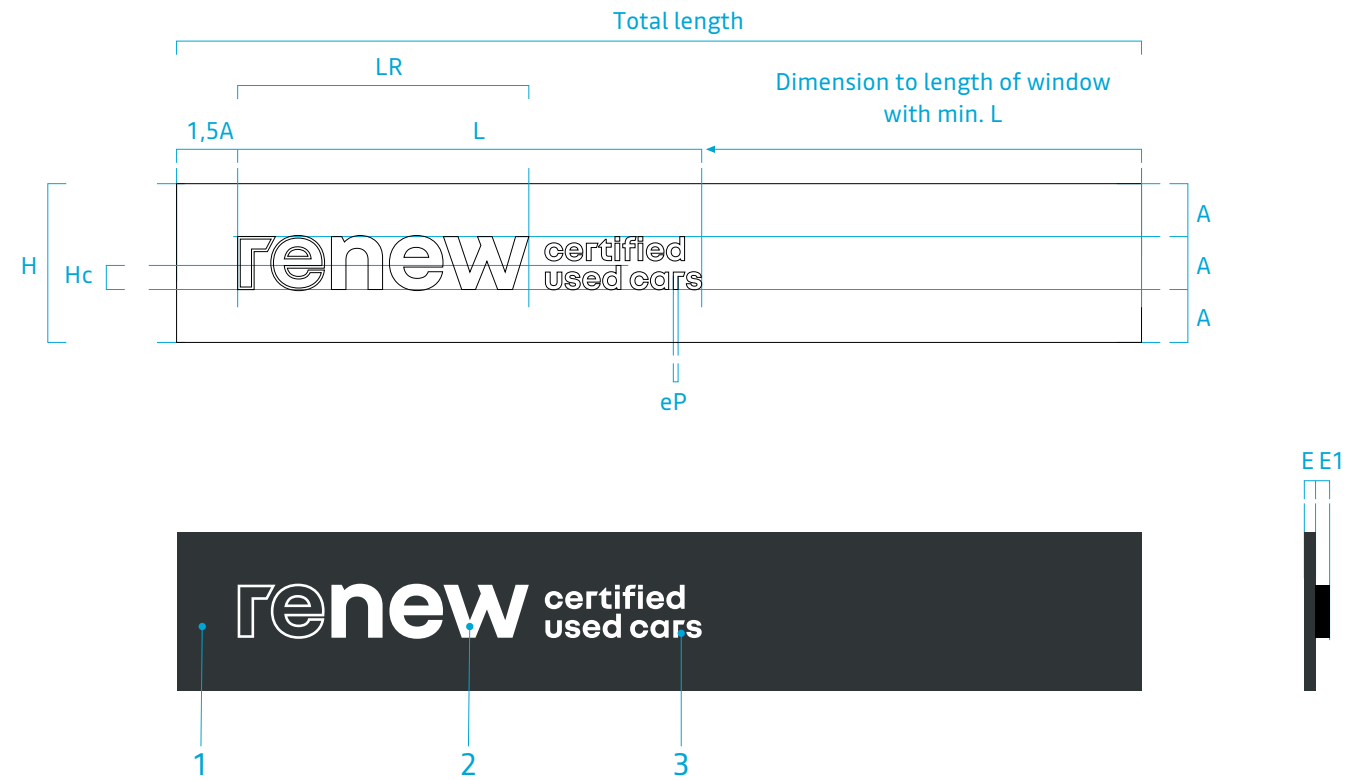 Total length
LR
Dimension to length of window
with min. L
1,5A
L
A
H
Hc
renew
certified
used cars
A
A
eP
E E1
renew
certified
used cars
1
2
3